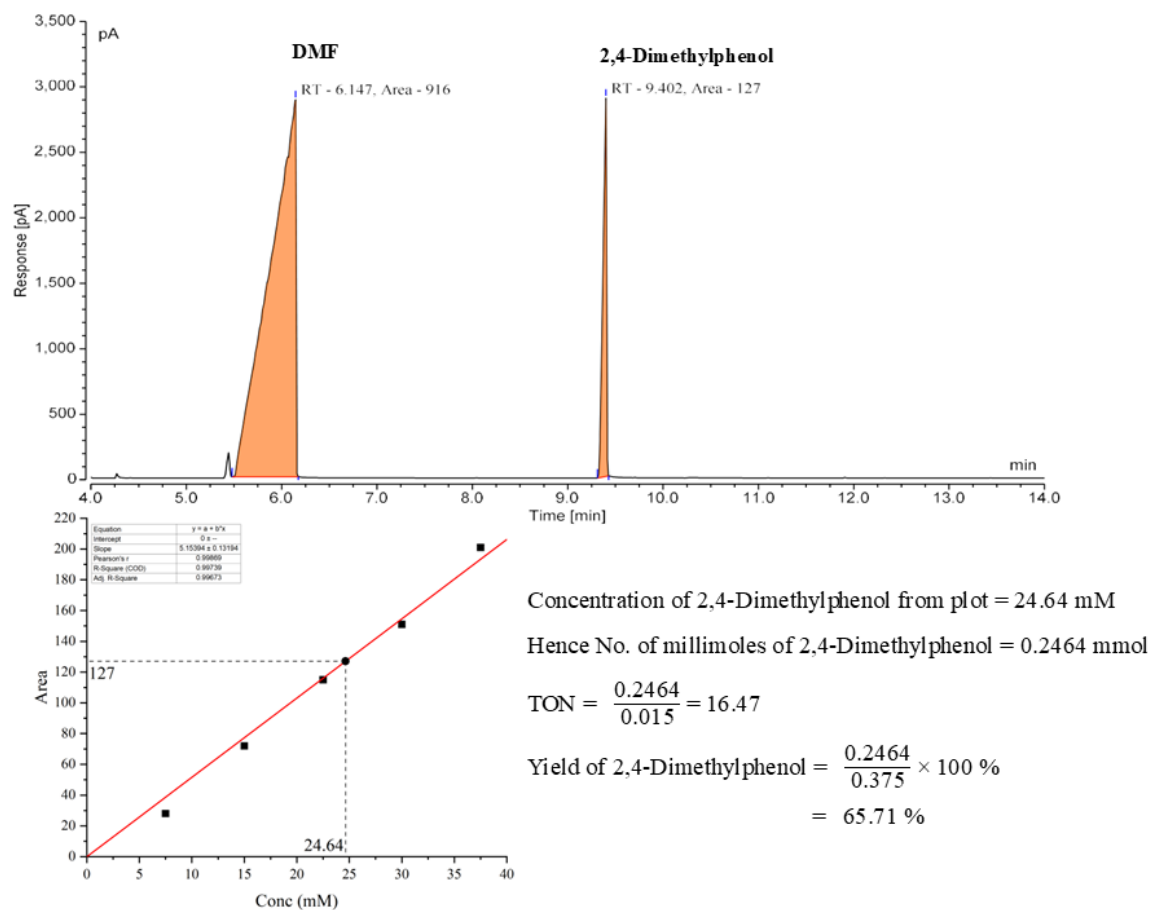 3,500
pA
DMF
2,4-Dimethylphenol
RT - 6.147, Area - 916
RT - 9.402, Area - 127
3,000
2,500
2,000
1,500
1,000
500
0
Response [pA]
min
4.0 5.0 6.0 7.0 8.0 9.0 10.0 11.0 12.0 13.0 14.0
Time [min]
220
200
180
160
140
120
100
80
60
40
20
0
Area
Equation y = a + b*x
Intercept 0 ± --
Slope 5.15394 ± 0.13194
Pearson's r 0.99869
R-Square (COD) 0.99739
Adj. R-Square 0.99673
127
24.64
0 5 10 15 20 25 30 35 40
Conc (mM)
Concentration of 2,4-Dimethylphenol from plot = 24.64 mM
Hence No. of millimoles of 2,4-Dimethylphenol = 0.2464 mmol
TON = 0.2464 / 0.015 = 16.47
Yield of 2,4-Dimethylphenol = 0.2464 / 0.375 × 100 %
= 65.71 %